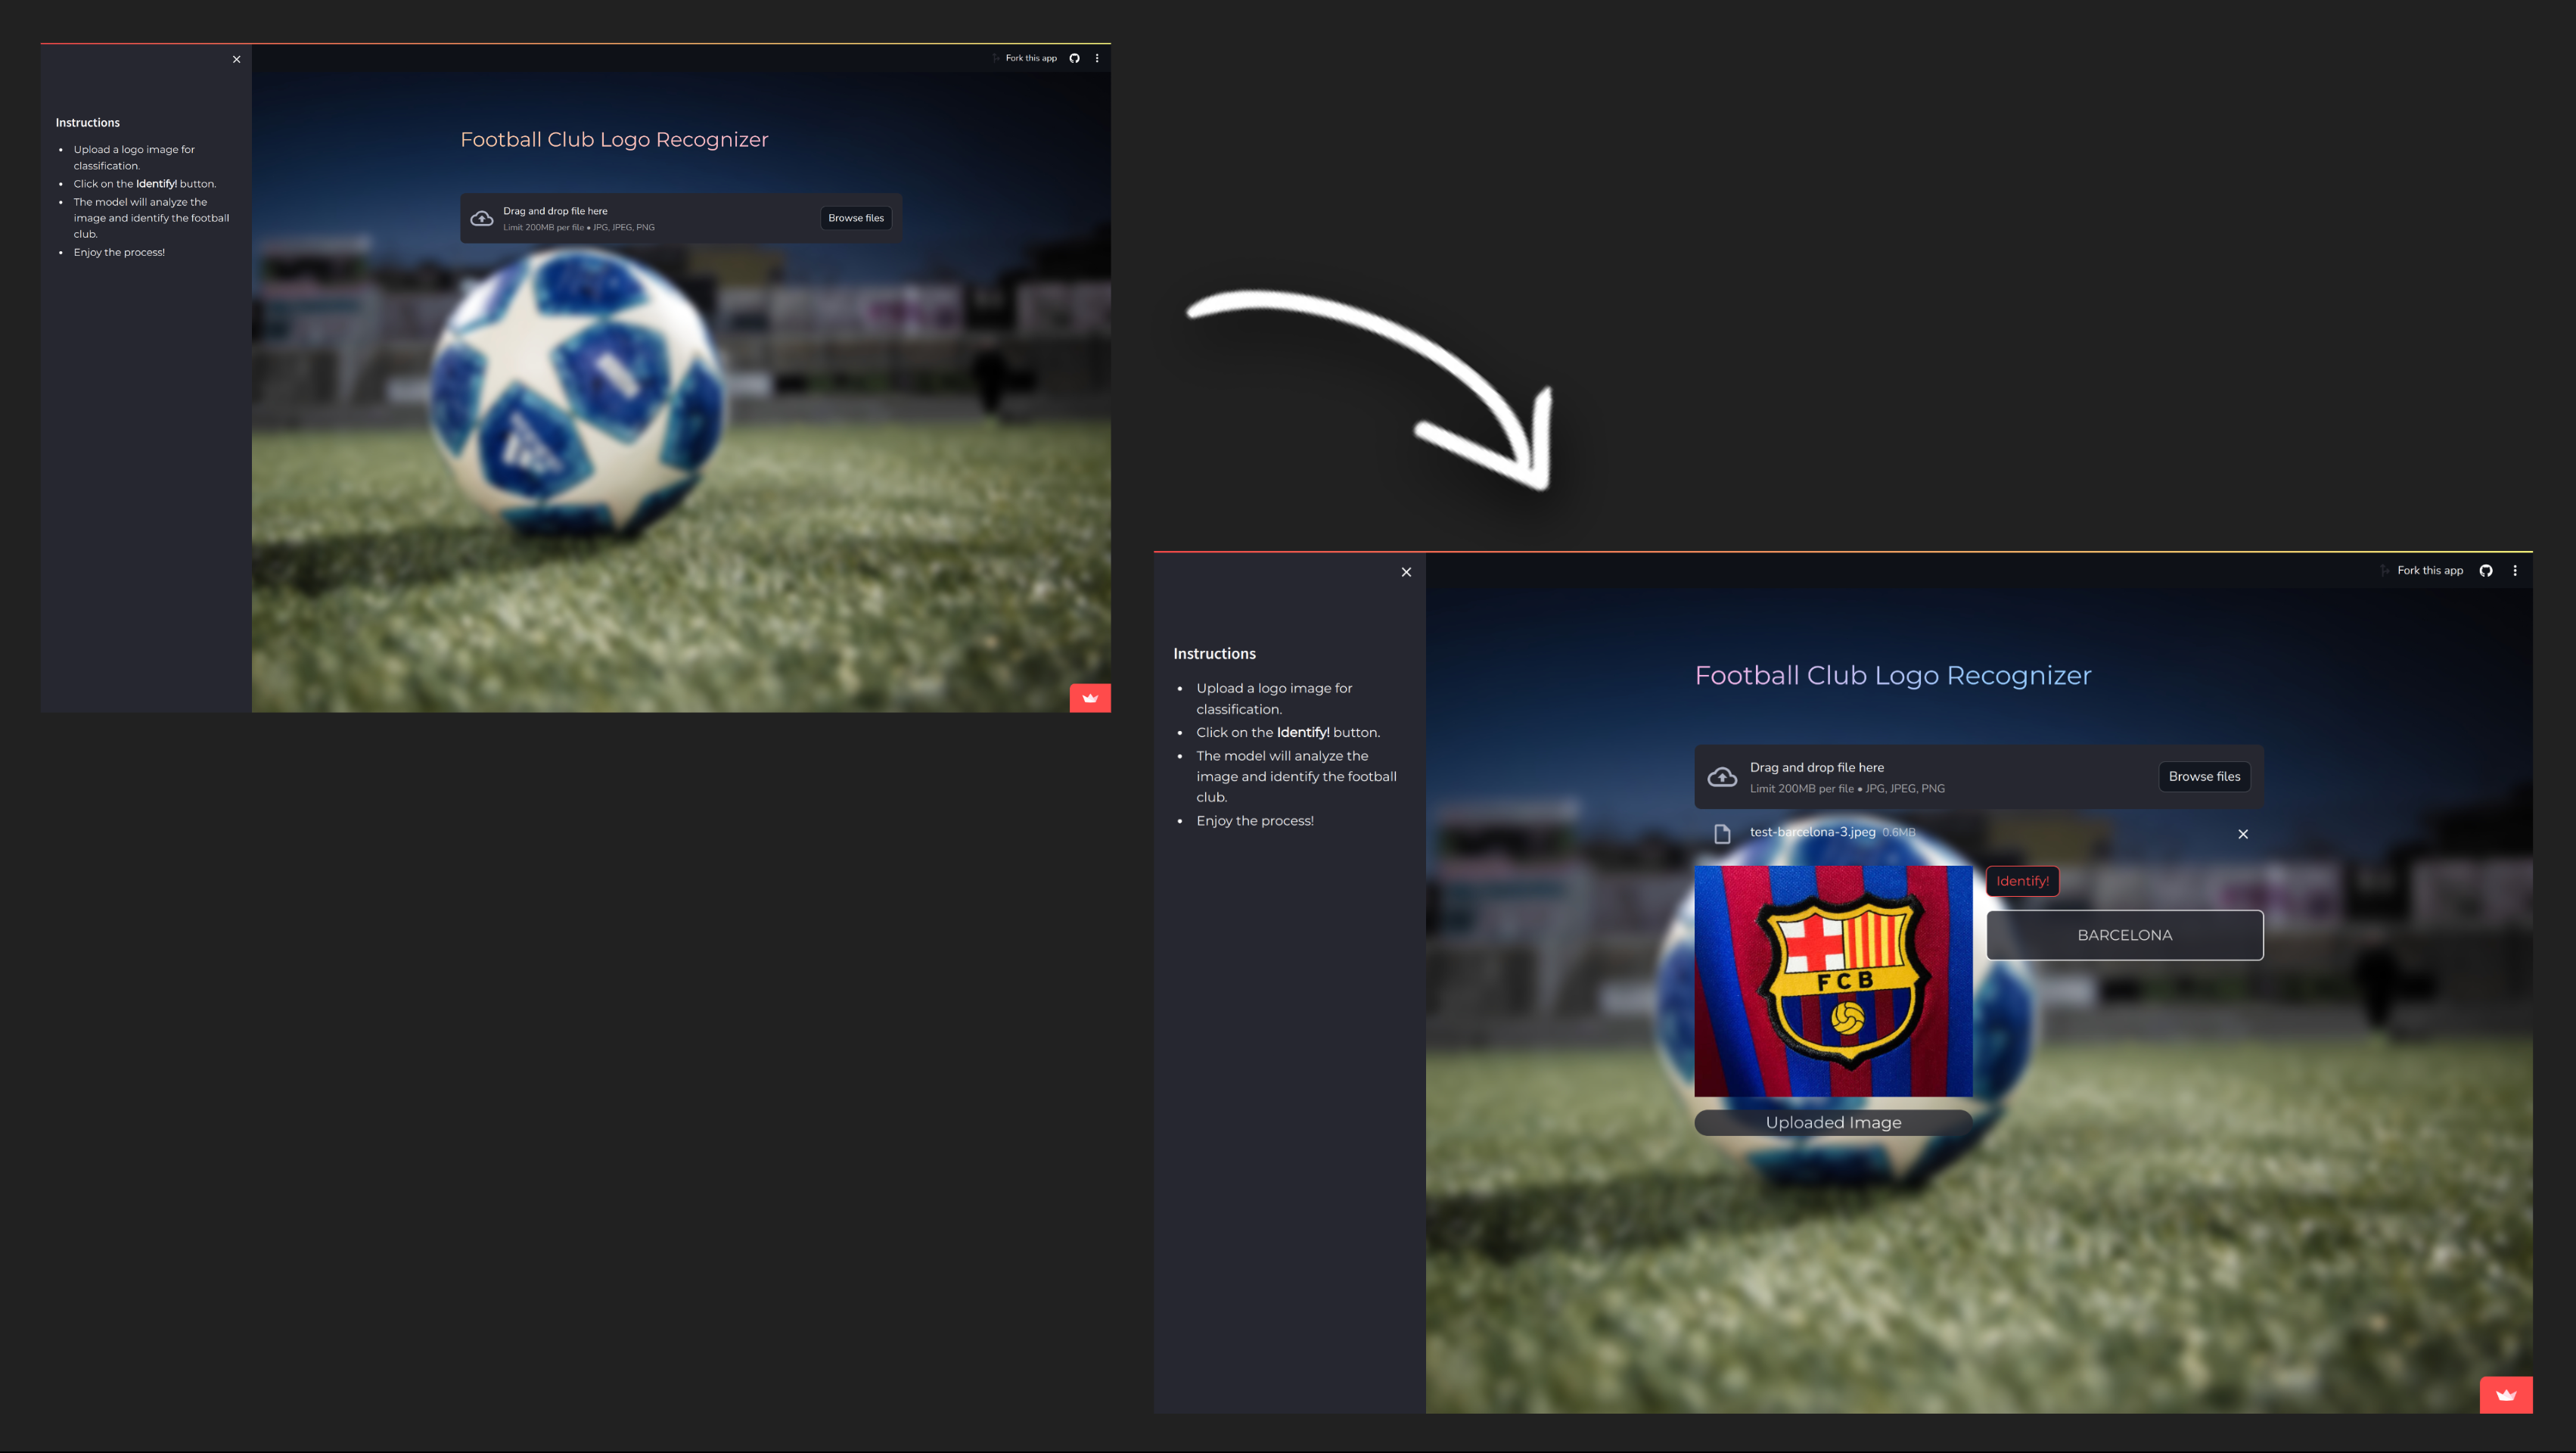 Fork this app
Instructions
Upload a logo image for
classification.
Click on the Identify! button.
The model will analyze the
image and identify the football
club.
Enjoy the process!
Football Club Logo Recognizer
Drag and drop file here
Limit 200MB per file • JPG, JPEG, PNG
Browse files
Fork this app
Instructions
Upload a logo image for
classification.
Click on the Identify! button.
The model will analyze the
image and identify the football
club.
Enjoy the process!
Football Club Logo Recognizer
Drag and drop file here
Limit 200MB per file • JPG, JPEG, PNG
Browse files
test-barcelona-3.jpeg 0.6MB
FCB
Uploaded Image
Identify!
BARCELONA